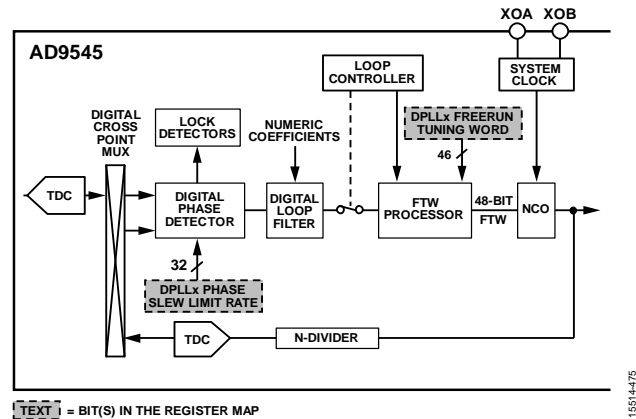 XOA XOB
AD9545
LOOP
CONTROLLER
SYSTEM
CLOCK
DIGITAL
CROSS
POINT
MUX
LOCK
DETECTORS
NUMERIC
COEFFICIENTS
DPLLx FREERUN
TUNING WORD
46
TDC
DIGITAL
PHASE
DETECTOR
DIGITAL
LOOP
FILTER
FTW
PROCESSOR
48-BIT
FTW
NCO
32
DPLLx PHASE
SLEW LIMIT RATE
TDC
N-DIVIDER
TEXT = BIT(S) IN THE REGISTER MAP
15514-475